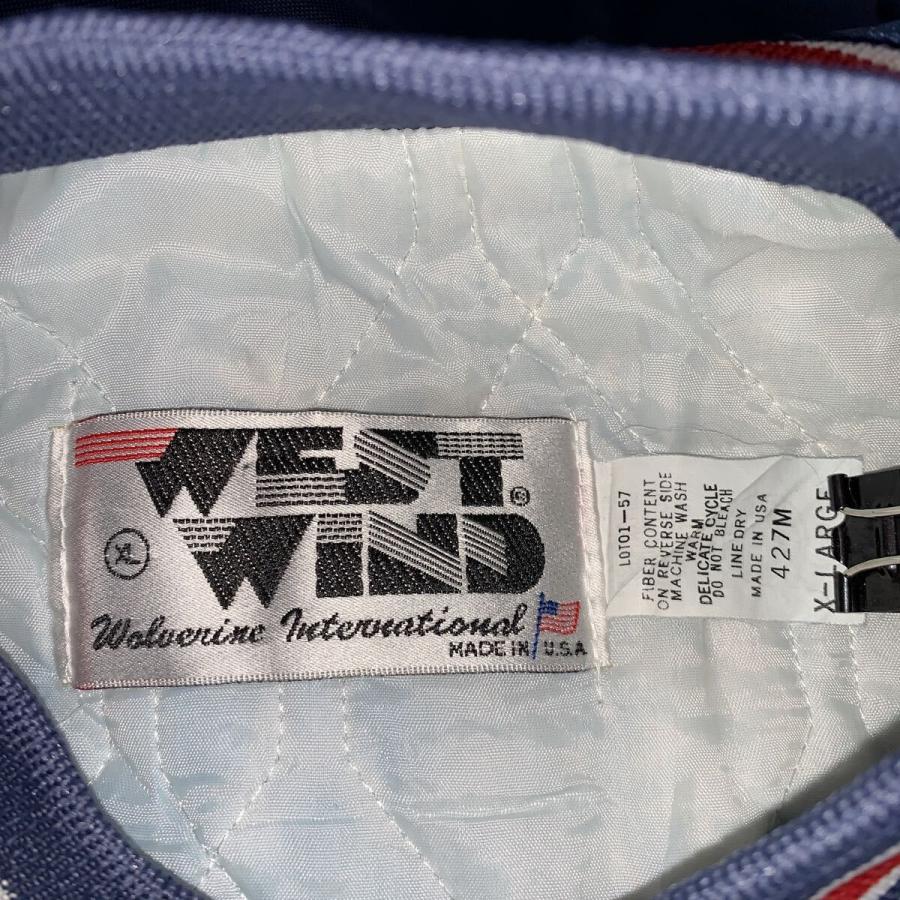 WEST®
WIND
XL
Wolverine International
MADE IN U.S.A
LOT01-57
FIBER CONTENT
ON REVERSE SIDE
MACHINE WASH
WARM
DELICATE CYCLE
DO NOT BLEACH
LINE DRY
MADE IN USA
427M
X-LARGE